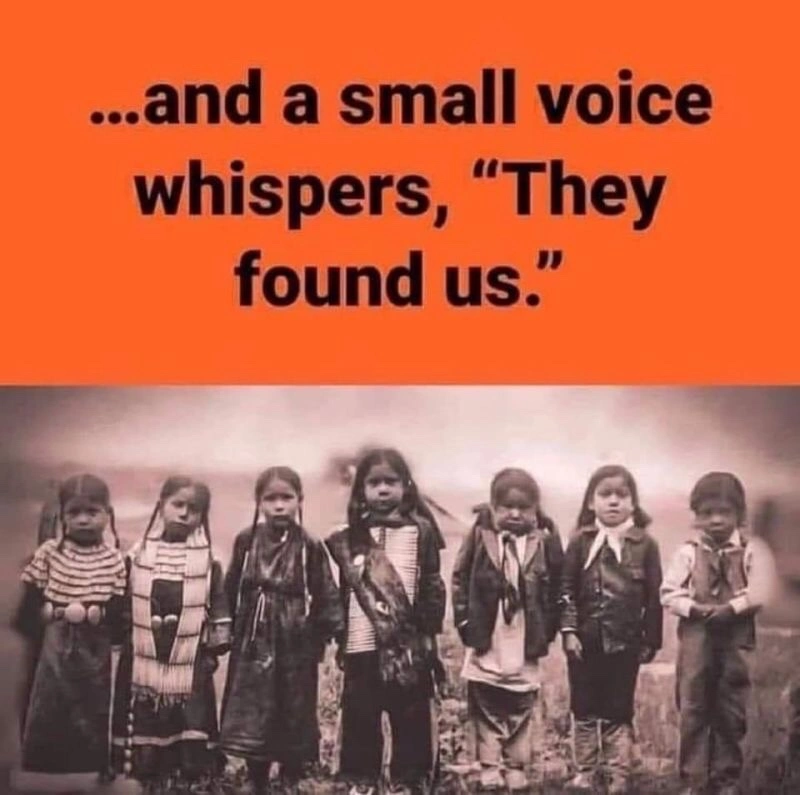 ...and a small voice
whispers, “They
found us.”